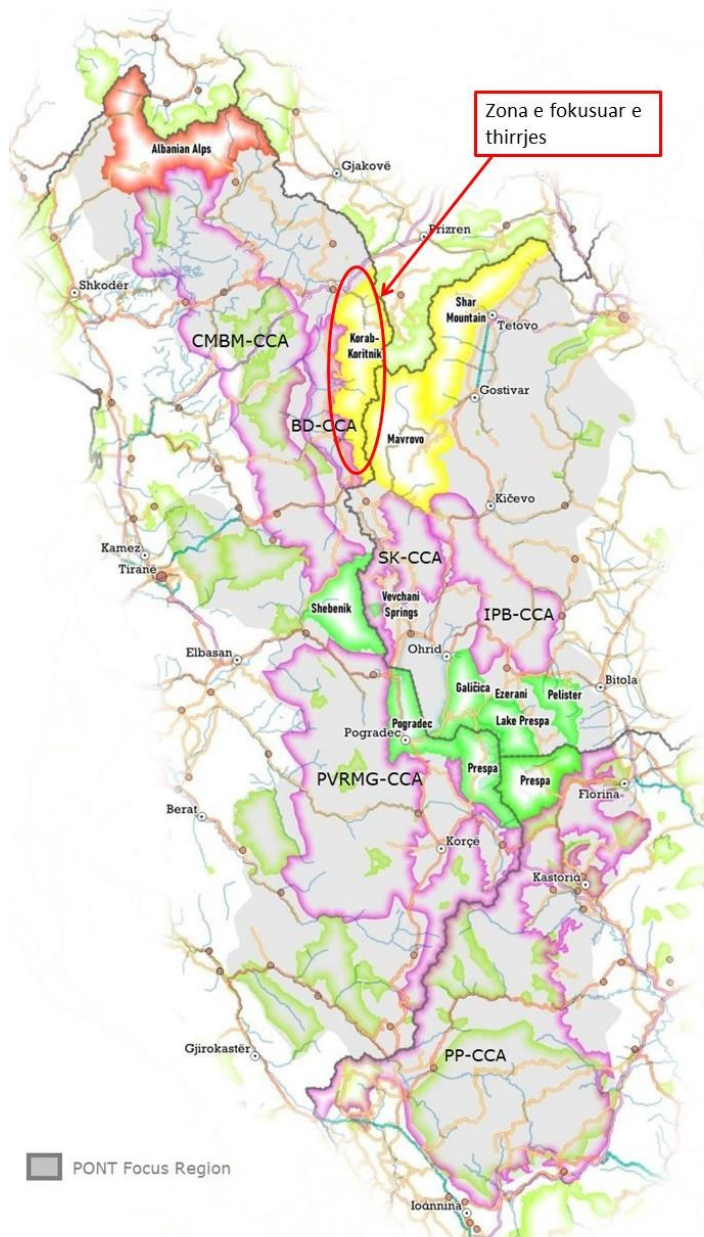 Zona e fokusuar e
thirrjes
Albanian Alps
Gjakovë
Prizren
Shkodër
Shar
Mountain
Tetovo
CMBM-CCA
Korab-
Koritnik
Gostivar
BD-CCA
Mavrovo
Kičevo
Kamez
Tiranë
SK-CCA
Shebenik
Vevchani
Springs
IPB-CCA
Elbasan
Ohrid
Galičica
Ezerani
Pelister
Bitola
Pogradec
Lake Prespa
Pogradec
Prespa
Prespa
PVRMG-CCA
Florina
Berat
Korçë
Kastoria
Gjirokastër
PP-CCA
PONT Focus Region
Ioánnina